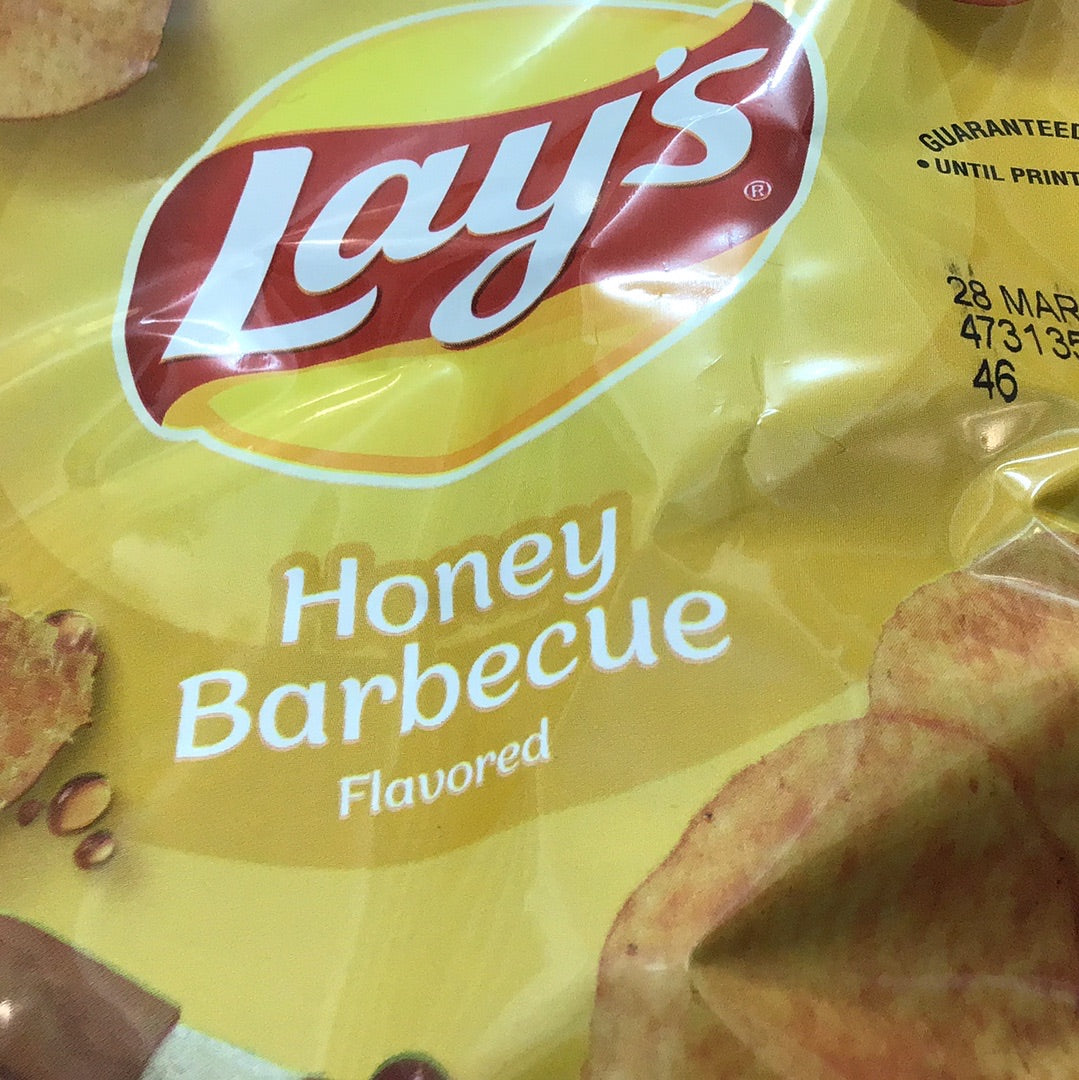 Lay's®
GUARANTEED
• UNTIL PRINT
28 MAR
473135
46
Honey
Barbecue
Flavored